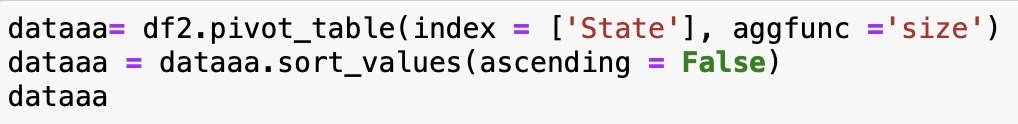 dataaa= df2.pivot_table(index = ['State'], aggfunc ='size')
dataaa = dataaa.sort_values(ascending = False)
dataaa